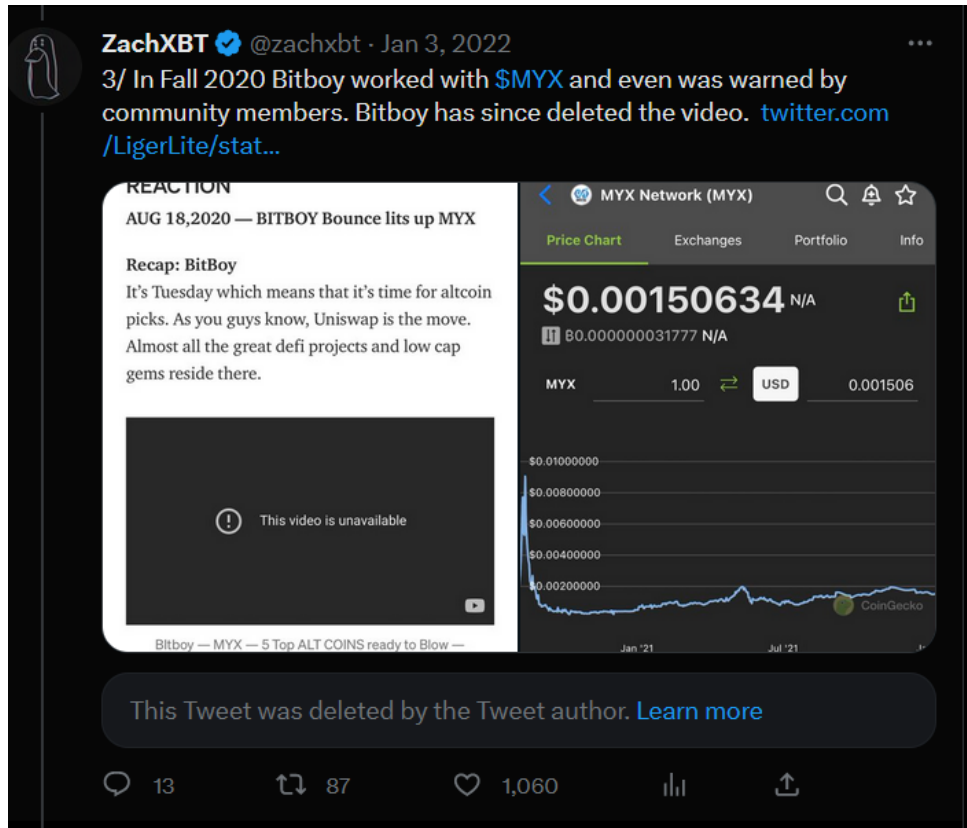 ZachXBT @zachxbt · Jan 3, 2022
3/ In Fall 2020 Bitboy worked with $MYX and even was warned by
community members. Bitboy has since deleted the video. twitter.com
/LigerLite/stat...
REACTION
AUG 18,2020 — BITBOY Bounce lits up MYX
Recap: BitBoy
It's Tuesday which means that it's time for altcoin
picks. As you guys know, Uniswap is the move.
Almost all the great defi projects and low cap
gems reside there.
This video is unavailable
BItboy — MYX — 5 Top ALT COINS ready to Blow —
MYX Network (MYX)
Price Chart Exchanges Portfolio Info
$0.00150634 N/A
฿0.000000031777 N/A
MYX 1.00 USD 0.001506
$0.01000000
$0.00800000
$0.00600000
$0.00400000
$0.00200000
CoinGecko
Jan '21 Jul '21
This Tweet was deleted by the Tweet author. Learn more
13 87 1,060